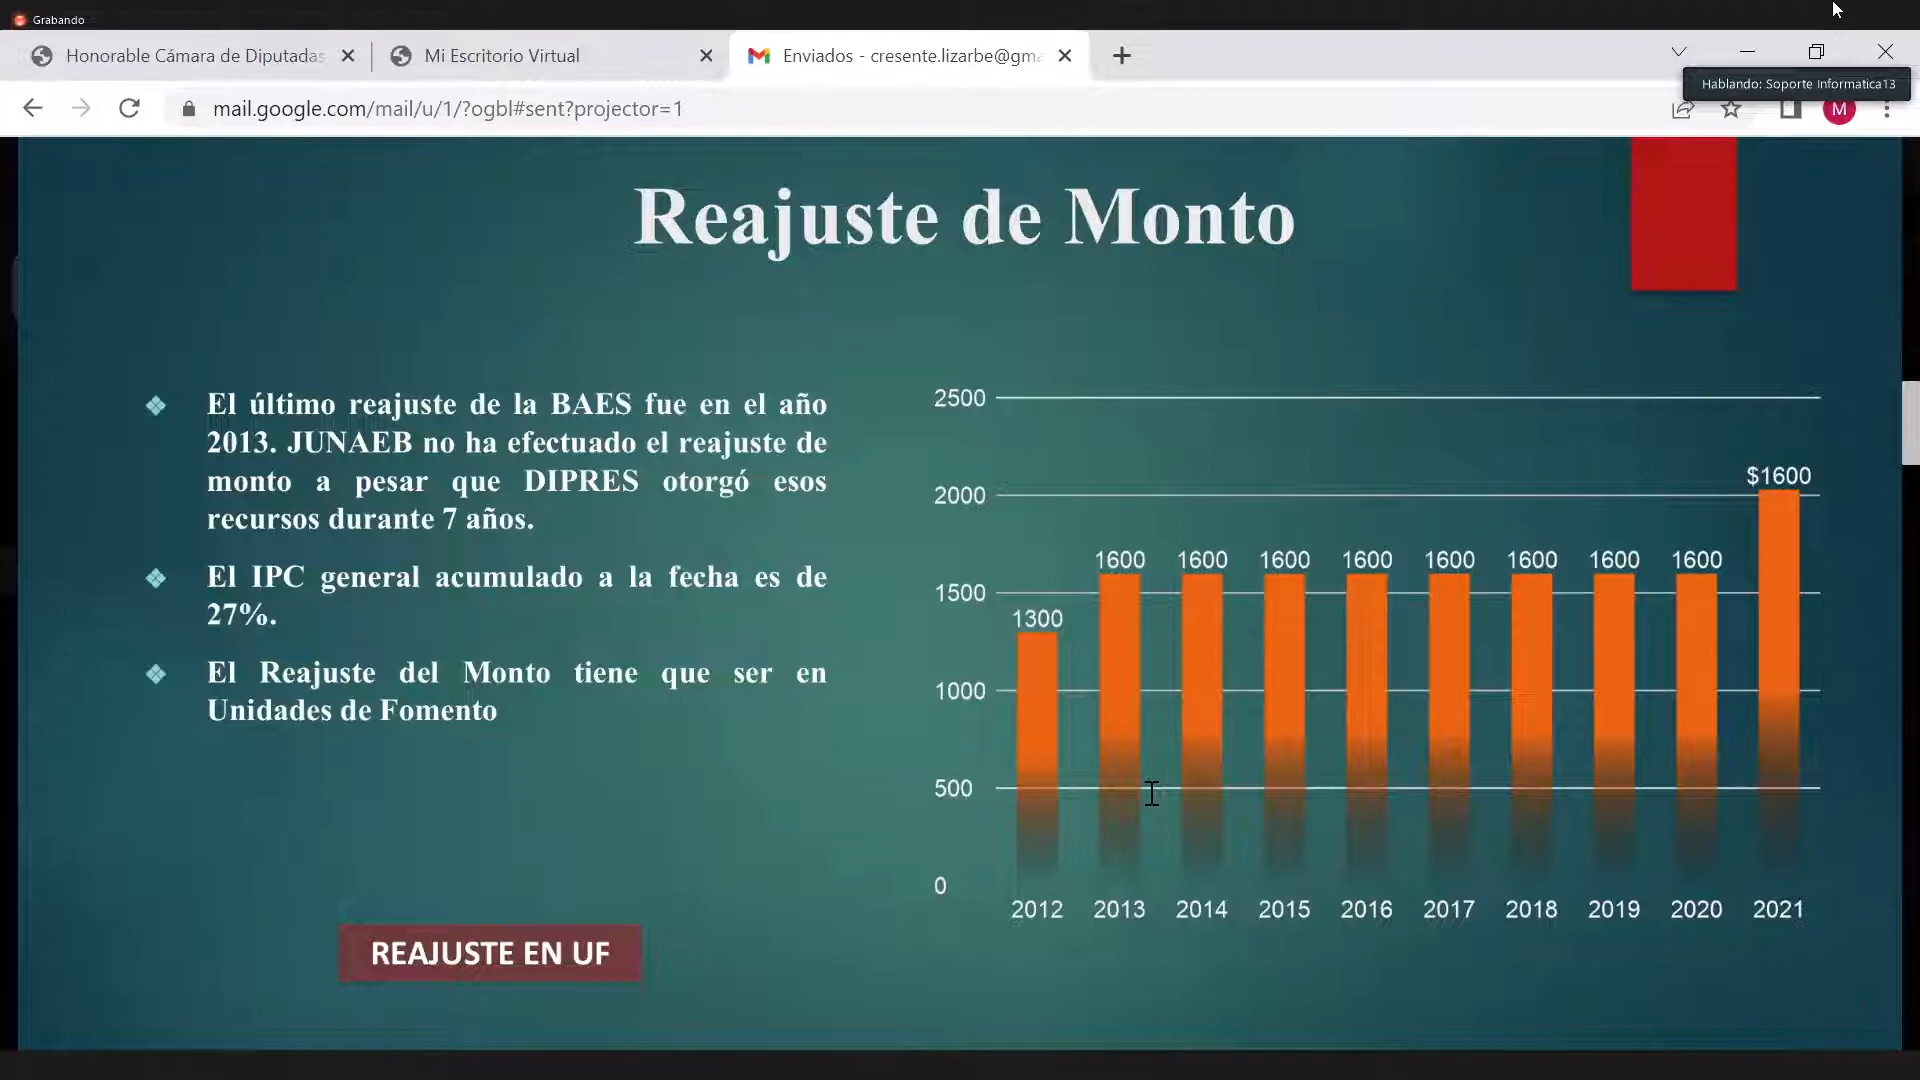 Grabando
Honorable Cámara de Diputadas
Mi Escritorio Virtual
Enviados - cresente.lizarbe@gma
Hablando: Soporte Informatica13
mail.google.com/mail/u/1/?ogbl#sent?projector=1
M
Reajuste de Monto
El último reajuste de la BAES fue en el año
2013. JUNAEB no ha efectuado el reajuste de
monto a pesar que DIPRES otorgó esos
recursos durante 7 años.
El IPC general acumulado a la fecha es de
27%.
El Reajuste del Monto tiene que ser en
Unidades de Fomento
REAJUSTE EN UF
2500
2000
1500
1000
500
0
1300
1600
1600
1600
1600
1600
1600
1600
1600
$1600
2012 2013 2014 2015 2016 2017 2018 2019 2020 2021